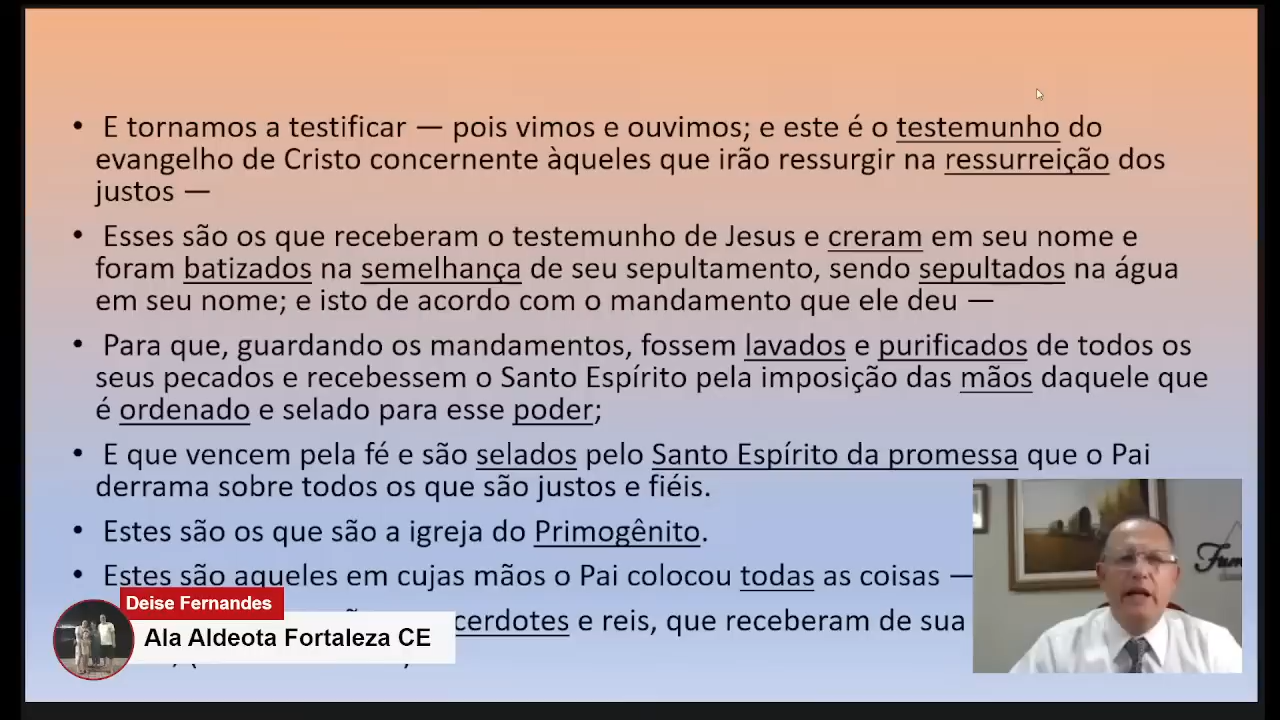 • E tornamos a testificar — pois vimos e ouvimos; e este é o testemunho do
evangelho de Cristo concernente àqueles que irão ressurgir na ressurreição dos
justos —
• Esses são os que receberam o testemunho de Jesus e creram em seu nome e
foram batizados na semelhança de seu sepultamento, sendo sepultados na água
em seu nome; e isto de acordo com o mandamento que ele deu —
• Para que, guardando os mandamentos, fossem lavados e purificados de todos os
seus pecados e recebessem o Santo Espírito pela imposição das mãos daquele que
é ordenado e selado para esse poder;
• E que vencem pela fé e são selados pelo Santo Espírito da promessa que o Pai
derrama sobre todos os que são justos e fiéis.
• Estes são os que são a igreja do Primogênito.
• Estes são aqueles em cujas mãos o Pai colocou todas as coisas —
cerdotes e reis, que receberam de sua
Deise Fernandes
Ala Aldeota Fortaleza CE